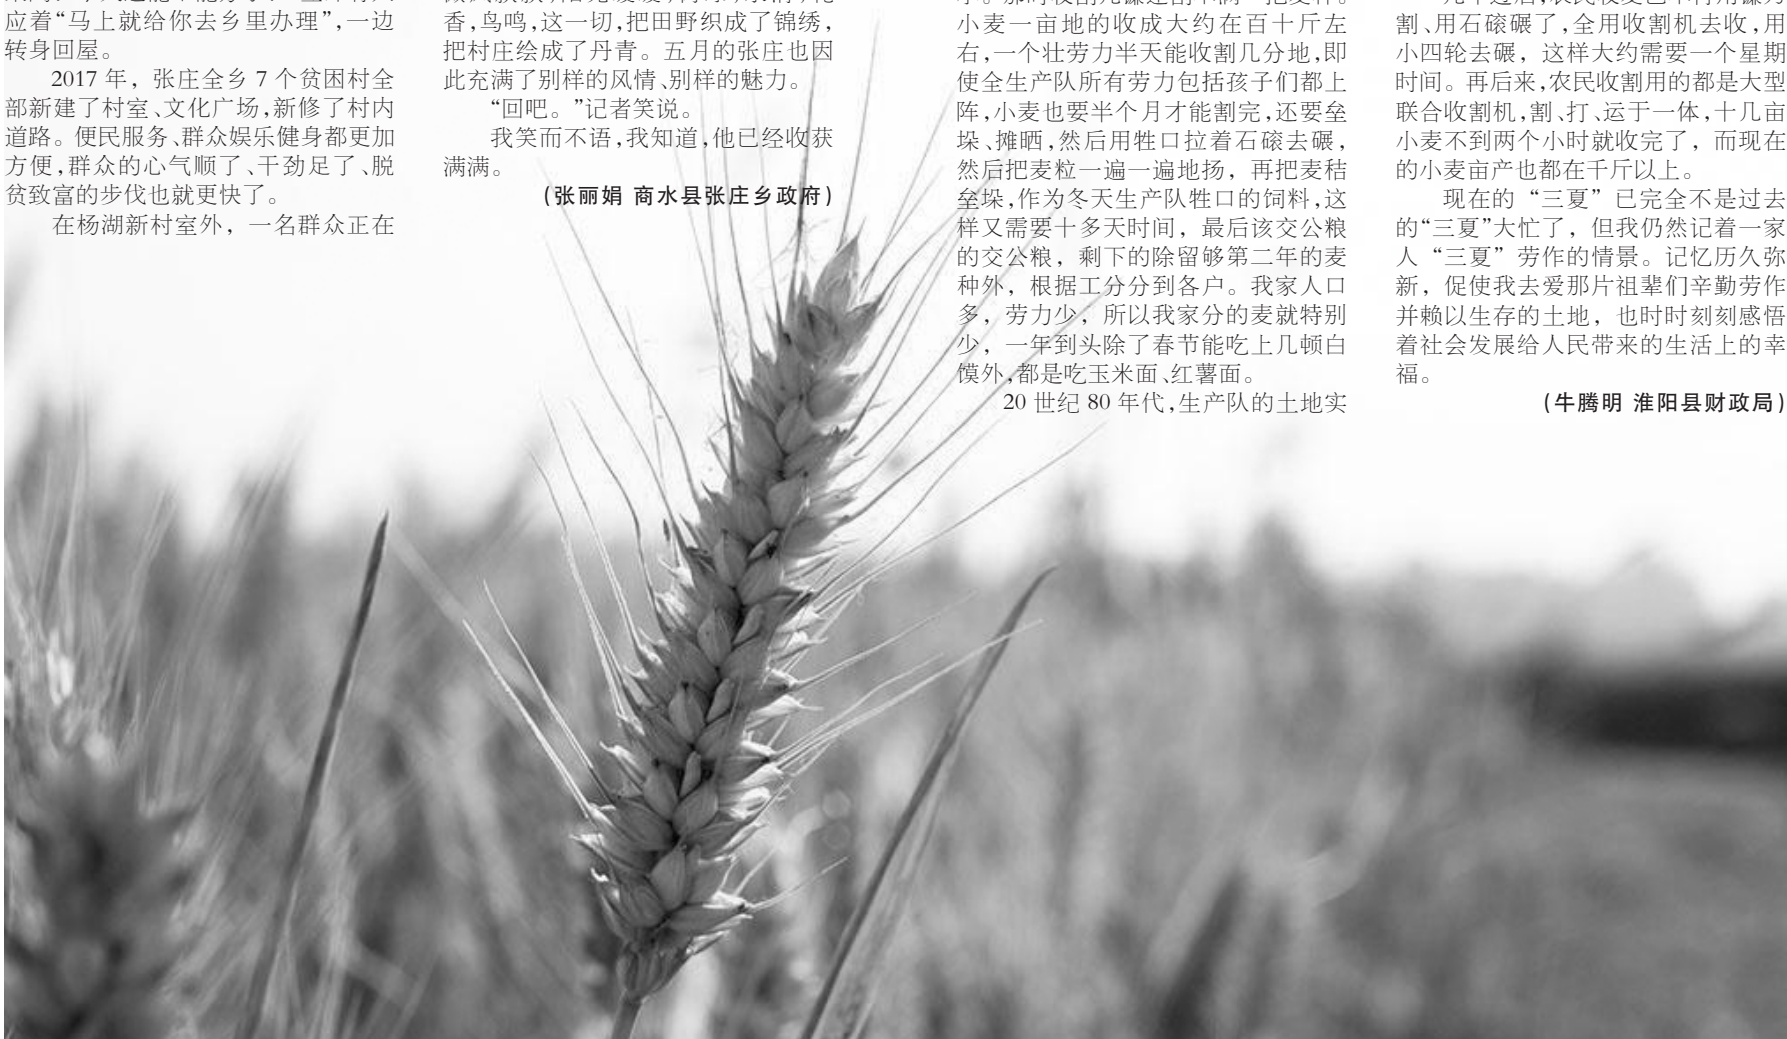 应着“马上就给你去乡里办理”，一边
转身回屋。
2017 年，张庄全乡 7 个贫困村全
部新建了村室、文化广场，新修了村内
道路。便民服务、群众娱乐健身都更加
方便，群众的心气顺了、干劲足了、脱
贫致富的步伐也就更快了。
在杨湖新村室外，一名群众正在
香，鸟鸣，这一切，把田野织成了锦绣，
把村庄绘成了丹青。五月的张庄也因
此充满了别样的风情、别样的魅力。
“回吧。”记者笑说。
我笑而不语，我知道，他已经收获
满满。
（张丽娟 商水县张庄乡政府）
小麦一亩地的收成大约在百十斤左
右，一个壮劳力半天能收割几分地，即
使全生产队所有劳力包括孩子们都上
阵，小麦也要半个月才能割完，还要垒
垛、摊晒，然后用牲口拉着石磙去碾，
然后把麦粒一遍一遍地扬，再把麦秸
垒垛，作为冬天生产队牲口的饲料，这
样又需要十多天时间，最后该交公粮
的交公粮，剩下的除留够第二年的麦
种外，根据工分分到各户。我家人口
多，劳力少，所以我家分的麦就特别
少，一年到头除了春节能吃上几顿白
馍外，都是吃玉米面、红薯面。
20 世纪 80 年代，生产队的土地实
割、用石磙碾了，全用收割机去收，用
小四轮去碾，这样大约需要一个星期
时间。再后来，农民收割用的都是大型
联合收割机，割、打、运于一体，十几亩
小麦不到两个小时就收完了，而现在
的小麦亩产也都在千斤以上。
现在的“三夏”已完全不是过去
的“三夏”大忙了，但我仍然记着一家
人“三夏”劳作的情景。记忆历久弥
新，促使我去爱那片祖辈们辛勤劳作
并赖以生存的土地，也时时刻刻感悟
着社会发展给人民带来的生活上的幸
福。
（牛腾明 淮阳县财政局）